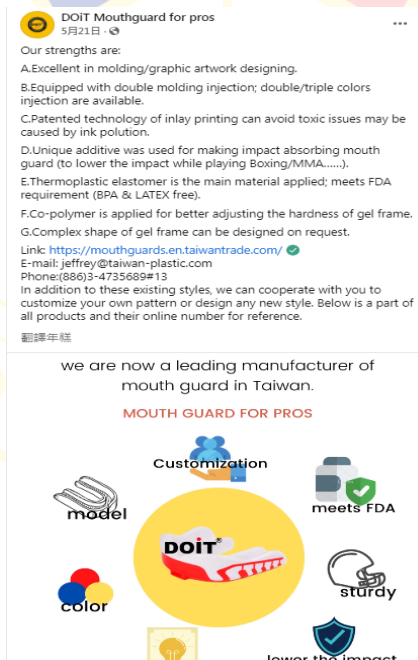 DOiT Mouthguard for pros
5月21日 ·
Our strengths are:
A.Excellent in molding/graphic artwork designing.
B.Equipped with double molding injection; double/triple colors
injection are available.
C.Patented technology of inlay printing can avoid toxic issues may be
caused by ink polution.
D.Unique additive was used for making impact absorbing mouth
guard (to lower the impact while playing Boxing/MMA......).
E.Thermoplastic elastomer is the main material applied; meets FDA
requirement (BPA & LATEX free).
F.Co-polymer is applied for better adjusting the hardness of gel frame.
G.Complex shape of gel frame can be designed on request.
Link: https://mouthguards.en.taiwantrade.com/
E-mail: jeffrey@taiwan-plastic.com
Phone:(886)3-4735689#13
In addition to these existing styles, we can cooperate with you to
customize your own pattern or design any new style. Below is a part of
all products and their online number for reference.
翻譯年糕
we are now a leading manufacturer of
mouth guard in Taiwan.
MOUTH GUARD FOR PROS
Customization
model
meets FDA
DOiT®
color
sturdy
lower the impact